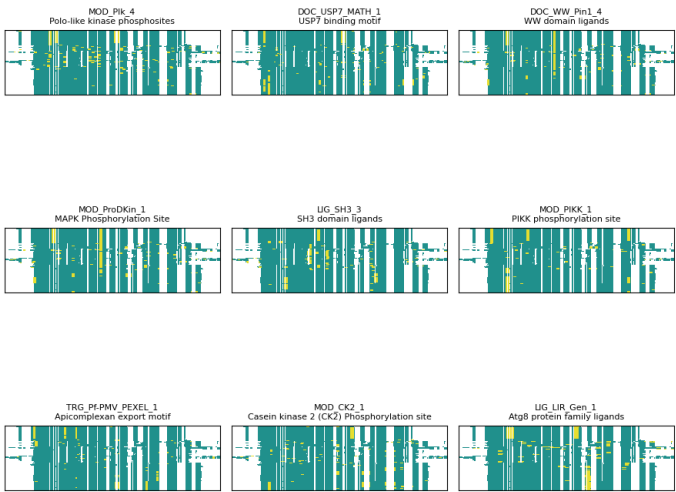 MOD_Plk_4
Polo-like kinase phosphosites
DOC_USP7_MATH_1
USP7 binding motif
DOC_WW_Pin1_4
WW domain ligands
MOD_ProDKin_1
MAPK Phosphorylation Site
LIG_SH3_3
SH3 domain ligands
MOD_PIKK_1
PIKK phosphorylation site
TRG_Pf-PMV_PEXEL_1
Apicomplexan export motif
MOD_CK2_1
Casein kinase 2 (CK2) Phosphorylation site
LIG_LIR_Gen_1
Atg8 protein family ligands